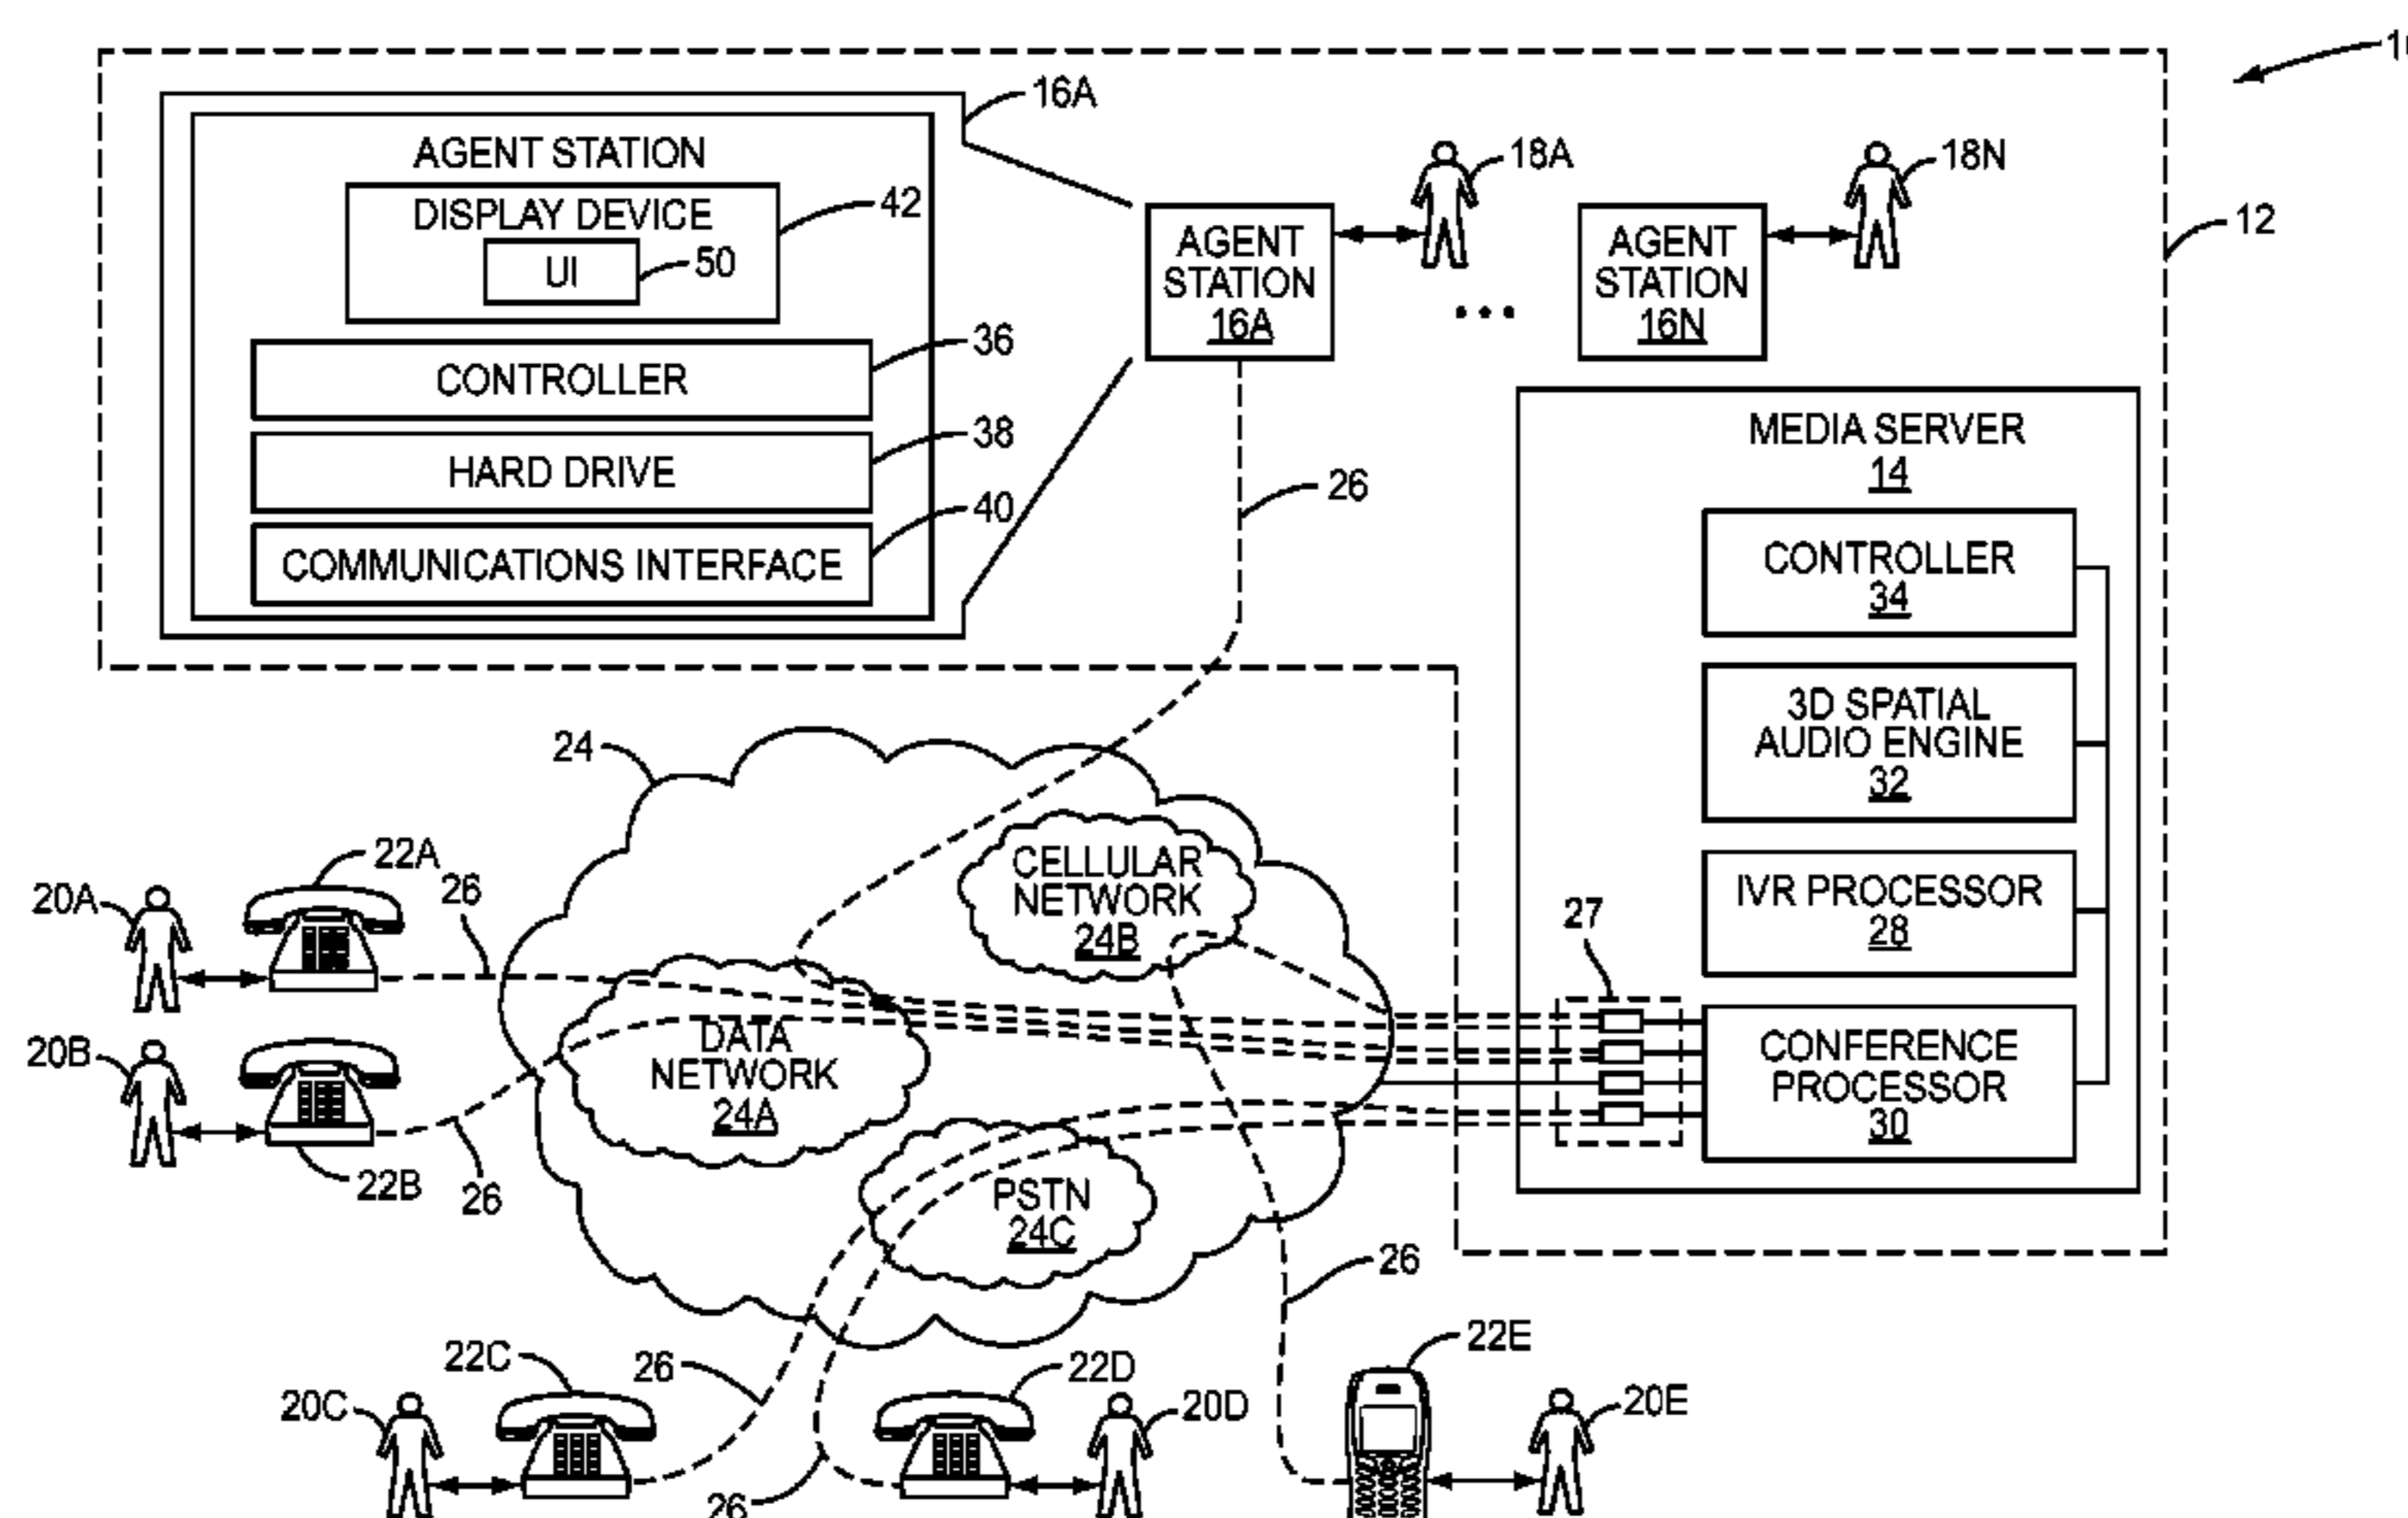 16A
AGENT STATION
DISPLAY DEVICE
42
UI
50
CONTROLLER
36
HARD DRIVE
38
COMMUNICATIONS INTERFACE
40
AGENT
STATION
16A
18A
...
AGENT
STATION
16N
18N
12
26
MEDIA SERVER
14
CONTROLLER
34
3D SPATIAL
AUDIO ENGINE
32
IVR PROCESSOR
28
27
CONFERENCE
PROCESSOR
30
24
CELLULAR
NETWORK
24B
DATA
NETWORK
24A
PSTN
24C
20A
22A
26
20B
22B
26
20C
22C
26
26
22D
20D
26
22E
20E